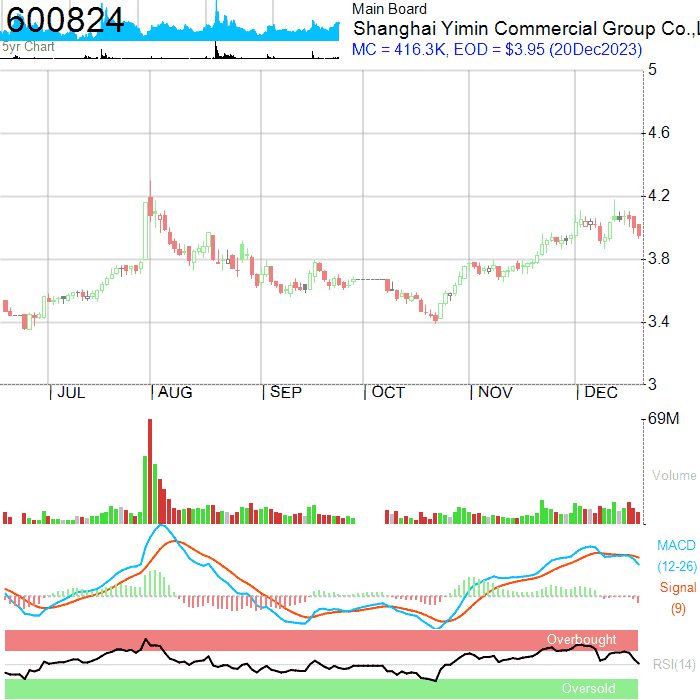 600824
5yr Chart
Main Board
Shanghai Yimin Commercial Group Co.,L
MC = 416.3K, EOD = $3.95 (20Dec2023)
5
4.6
4.2
3.8
3.4
3
JUL AUG SEP OCT NOV DEC
69M
Volume
MACD
(12-26)
Signal
(9)
Overbought
RSI(14)
Oversold